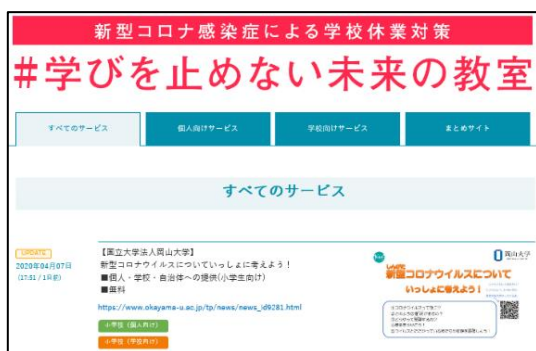 新型コロナ感染症による学校休業対策
#学びを止めない未来の教室
すべてのサービス
個人向けサービス
学校向けサービス
まとめサイト
すべてのサービス
UPDATE
2020年04月07日
(17:51 / 1日前)
【国立大学法人岡山大学】
新型コロナウイルスについていっしょに考えよう！
■個人・学校・自治体への提供(小学生向け)
■無料
https://www.okayama-u.ac.jp/tp/news/news_id9281.html
小学校（個人向け）
小学校（学校向け）
岡山大学
新型コロナウイルスについて
いっしょに考えよう！